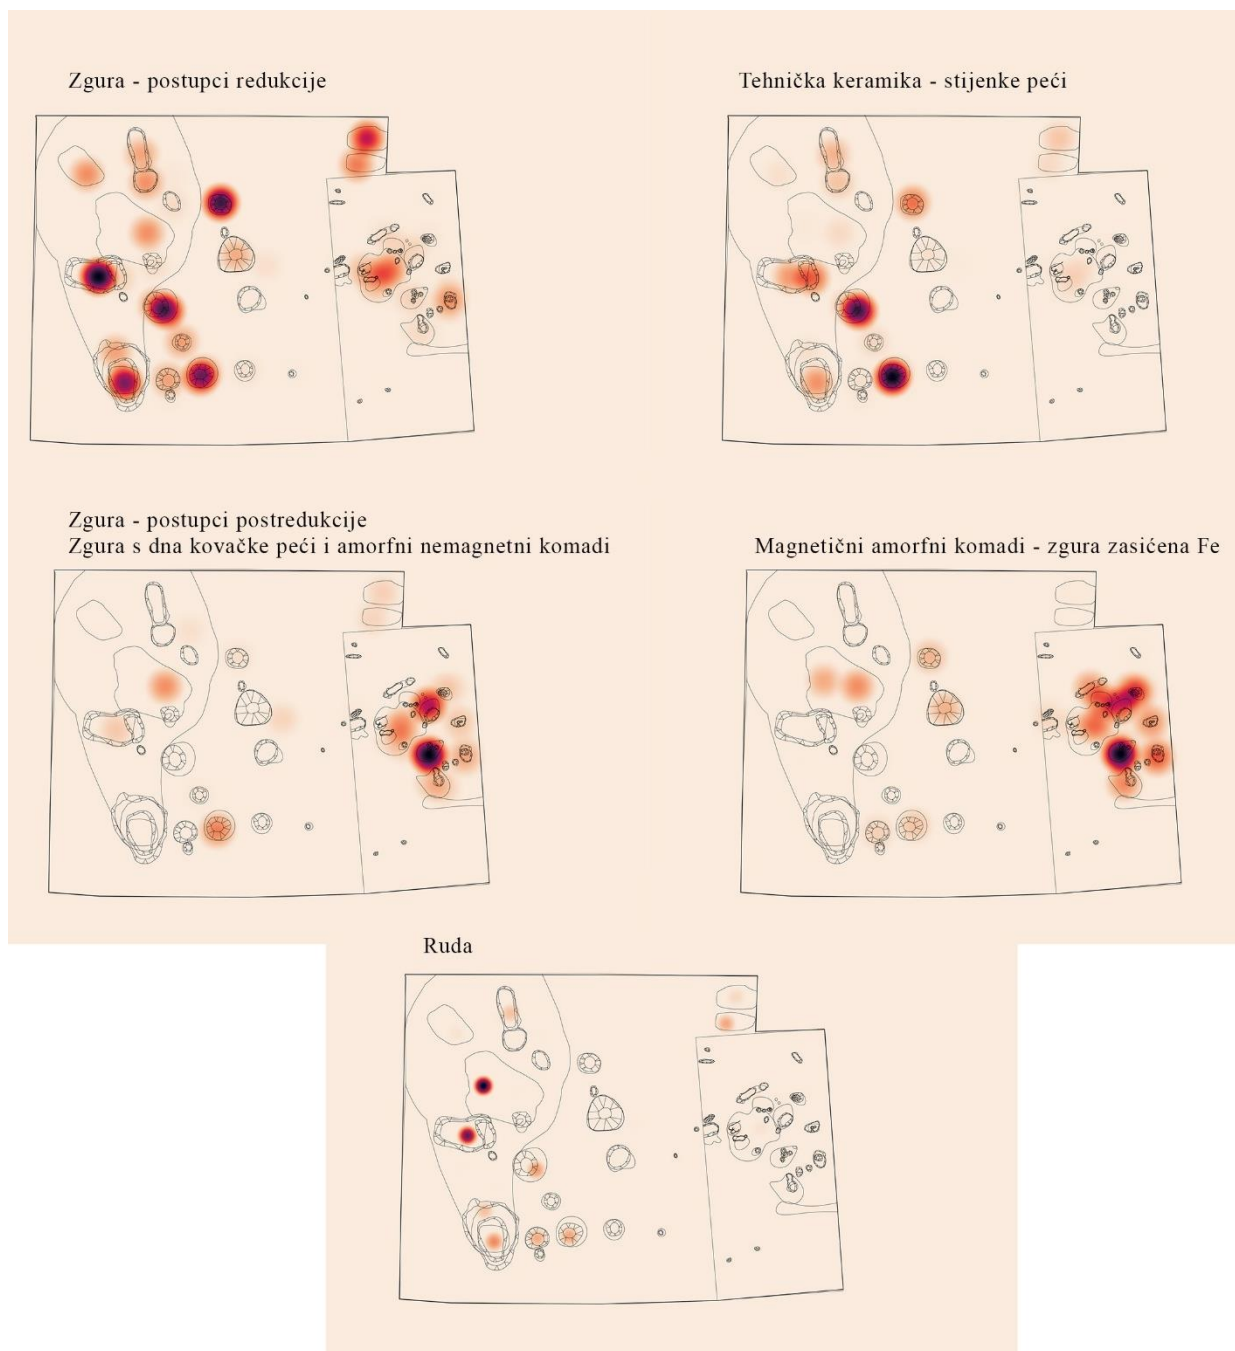 Zgura - postupci redukcije
Tehnička keramika - stijenke peći
Zgura - postupci postredukcije
Zgura s dna kovačke peći i amorfni nemagnetni komadi
Magnetični amorfni komadi - zgura zasićena Fe
Ruda